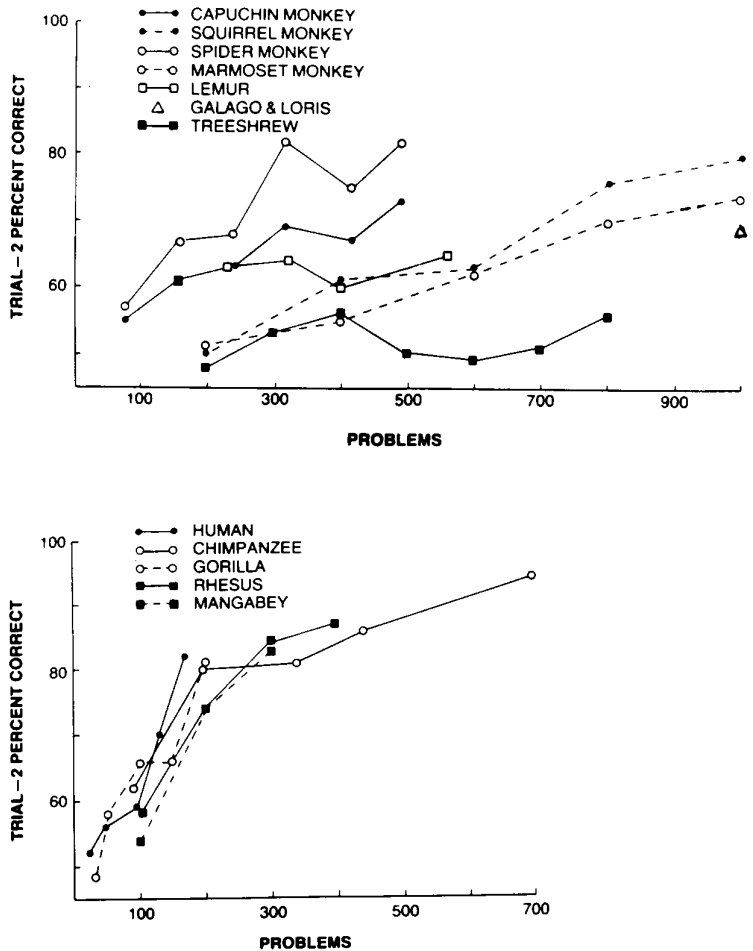 100
80
60
TRIAL–2 PERCENT CORRECT
CAPUCHIN MONKEY
SQUIRREL MONKEY
SPIDER MONKEY
MARMOSET MONKEY
LEMUR
GALAGO & LORIS
TREESHREW
100 300 500 700 900
PROBLEMS
100
80
60
TRIAL–2 PERCENT CORRECT
HUMAN
CHIMPANZEE
GORILLA
RHESUS
MANGABEY
100 300 500 700
PROBLEMS